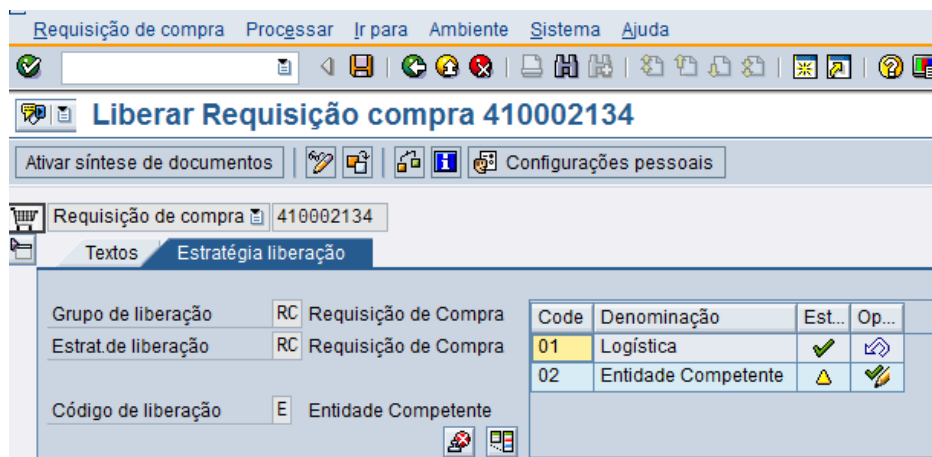 Requisição de compra Processar Ir para Ambiente Sistema Ajuda
Liberar Requisição compra 410002134
Ativar síntese de documentos Configurações pessoais
Requisição de compra 410002134
Textos Estratégia liberação
Grupo de liberação RC Requisição de Compra
Estrat.de liberação RC Requisição de Compra
Código de liberação E Entidade Competente
Code Denominação Est... Op...
01 Logística
02 Entidade Competente